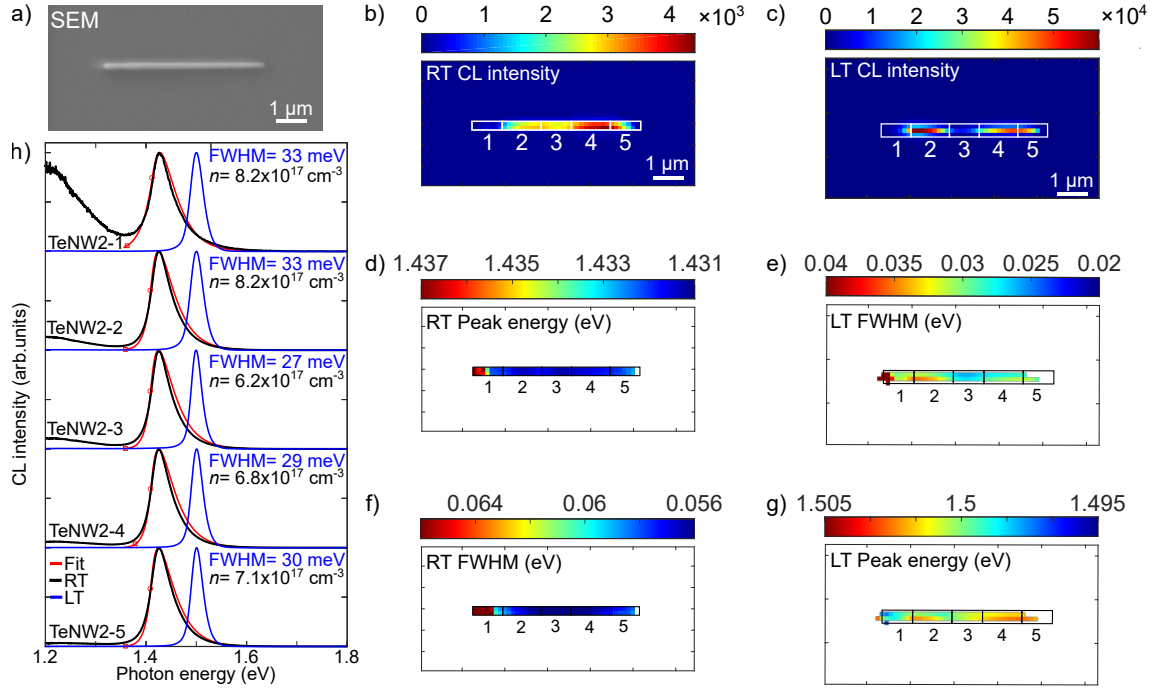 a)
SEM
1 µm
b)
0 1 2 3 4 ×10³
RT CL intensity
1 2 3 4 5
1 µm
c)
0 1 2 3 4 5 ×10⁴
LT CL intensity
1 2 3 4 5
1 µm
d)
1.437 1.435 1.433 1.431
RT Peak energy (eV)
1 2 3 4 5
e)
0.04 0.035 0.03 0.025 0.02
LT FWHM (eV)
1 2 3 4 5
f)
0.064 0.06 0.056
RT FWHM (eV)
1 2 3 4 5
g)
1.505 1.5 1.495
LT Peak energy (eV)
1 2 3 4 5
h)
CL intensity (arb.units)
FWHM= 33 meV
n= 8.2x10¹⁷ cm⁻³
TeNW2-1
FWHM= 33 meV
n= 8.2x10¹⁷ cm⁻³
TeNW2-2
FWHM= 27 meV
n= 6.2x10¹⁷ cm⁻³
TeNW2-3
FWHM= 29 meV
n= 6.8x10¹⁷ cm⁻³
TeNW2-4
FWHM= 30 meV
n= 7.1x10¹⁷ cm⁻³
Fit
RT
LT
TeNW2-5
1.2 1.4 1.6 1.8
Photon energy (eV)